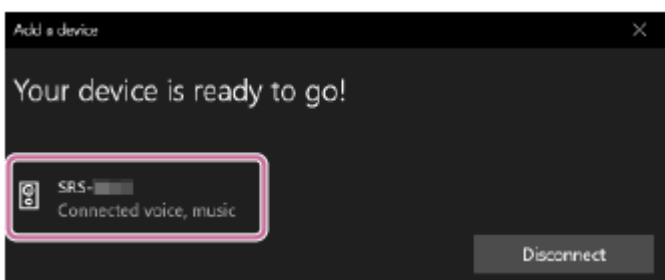 Add a device
Your device is ready to go!
SRS-
Connected voice, music
Disconnect